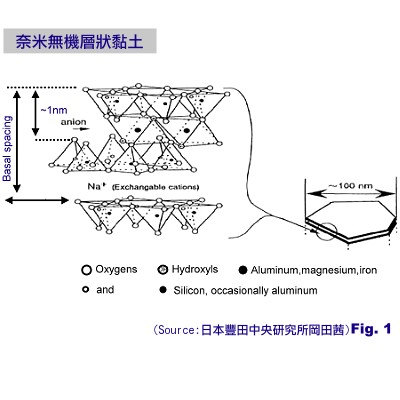 奈米無機層狀黏土
~1nm
anion
Basal spacing
Na+ (Exchangable cations)
~100 nm
Oxygens Hydroxyls Aluminum,magnesium,iron
and Silicon, occasionally aluminum
(Source:日本豐田中央研究所岡田茜)Fig. 1